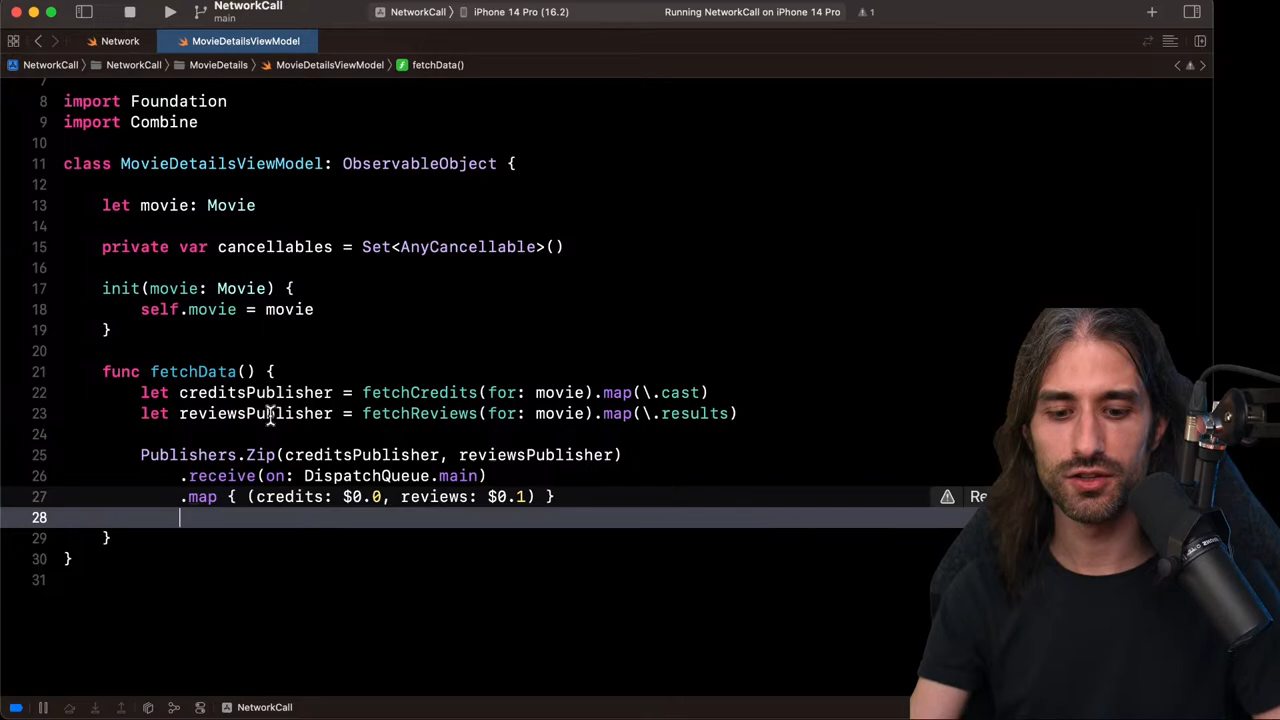 NetworkCall
main
NetworkCall
iPhone 14 Pro (16.2)
Running NetworkCall on iPhone 14 Pro
1
Network
MovieDetailsViewModel
NetworkCall
NetworkCall
MovieDetails
MovieDetailsViewModel
fetchData()
7
8 import Foundation
9 import Combine
10
11 class MovieDetailsViewModel: ObservableObject {
12
13 let movie: Movie
14
15 private var cancellables = Set<AnyCancellable>()
16
17 init(movie: Movie) {
18 self.movie = movie
19 }
20
21 func fetchData() {
22 let creditsPublisher = fetchCredits(for: movie).map(\.cast)
23 let reviewsPublisher = fetchReviews(for: movie).map(\.results)
24
25 Publishers.Zip(creditsPublisher, reviewsPublisher)
26 .receive(on: DispatchQueue.main)
27 .map { (credits: $0.0, reviews: $0.1) }
28
29 }
30 }
31
NetworkCall